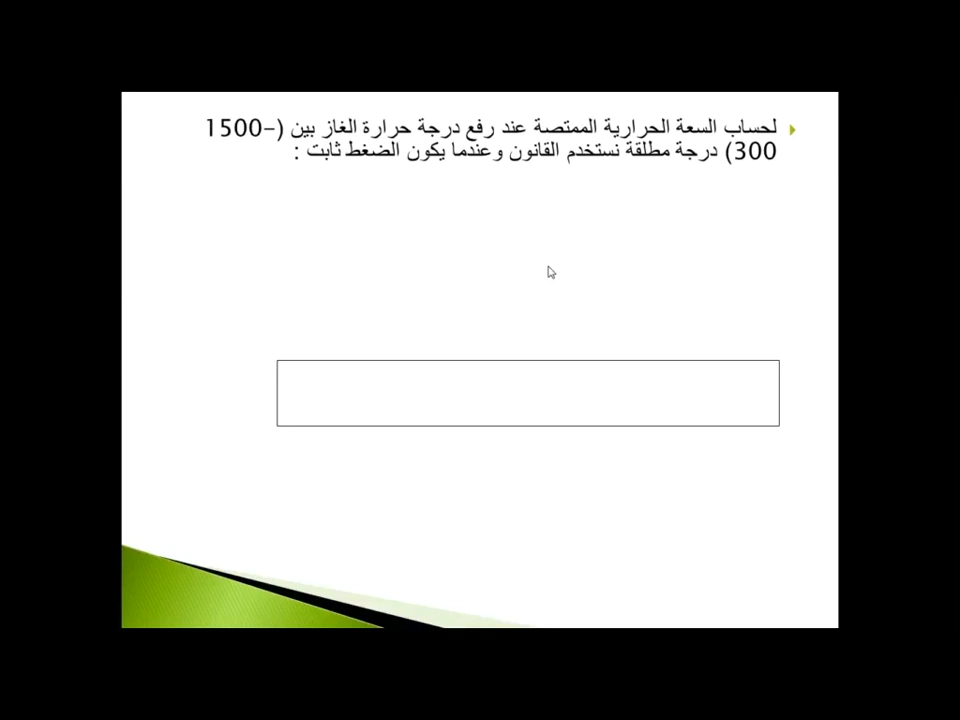 لحساب السعة الحرارية الممتصة عند رفع درجة حرارة الغاز بين (1500-
300) درجة مطلقة نستخدم القانون وعندما يكون الضغط ثابت :